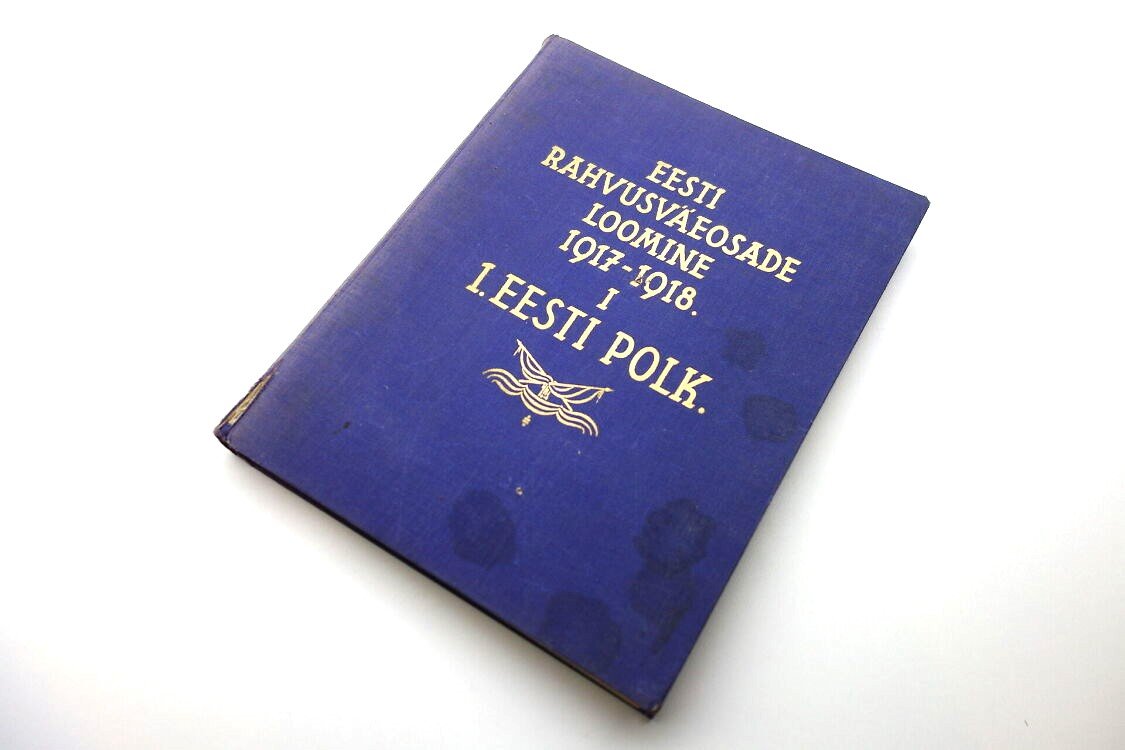 EESTI
RAHVUSVÄEOSADE
LOOMINE
1917-1918.
I
1. EESTI POLK.